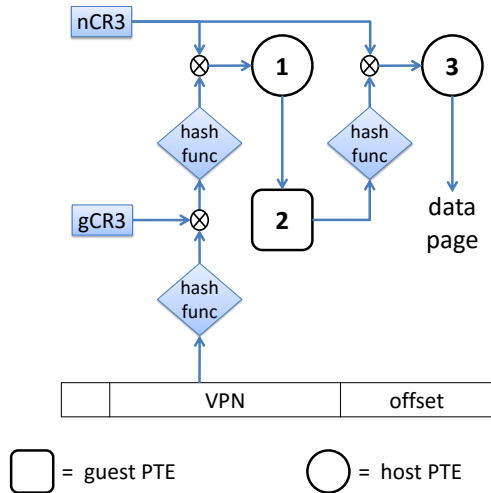 nCR3
1
3
hash
func
hash
func
gCR3
2
data
page
hash
func
VPN offset
= guest PTE = host PTE